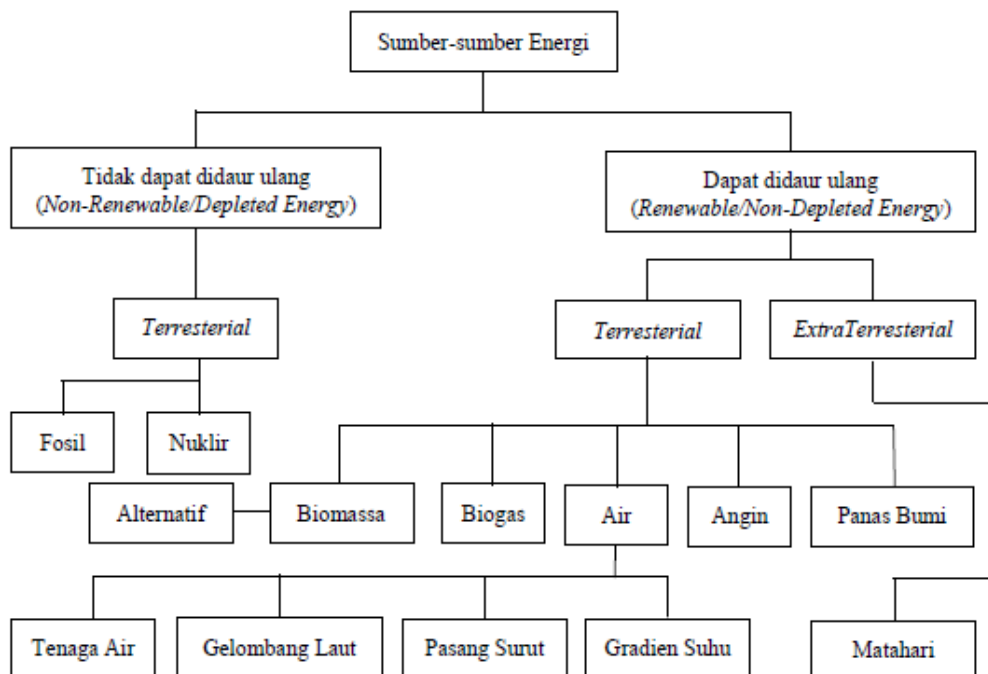 Sumber-sumber Energi
Tidak dapat didaur ulang
(Non-Renewable/Depleted Energy)
Dapat didaur ulang
(Renewable/Non-Depleted Energy)
Terresterial
Terresterial
ExtraTerresterial
Fosil
Nuklir
Alternatif
Biomassa
Biogas
Air
Angin
Panas Bumi
Tenaga Air
Gelombang Laut
Pasang Surut
Gradien Suhu
Matahari